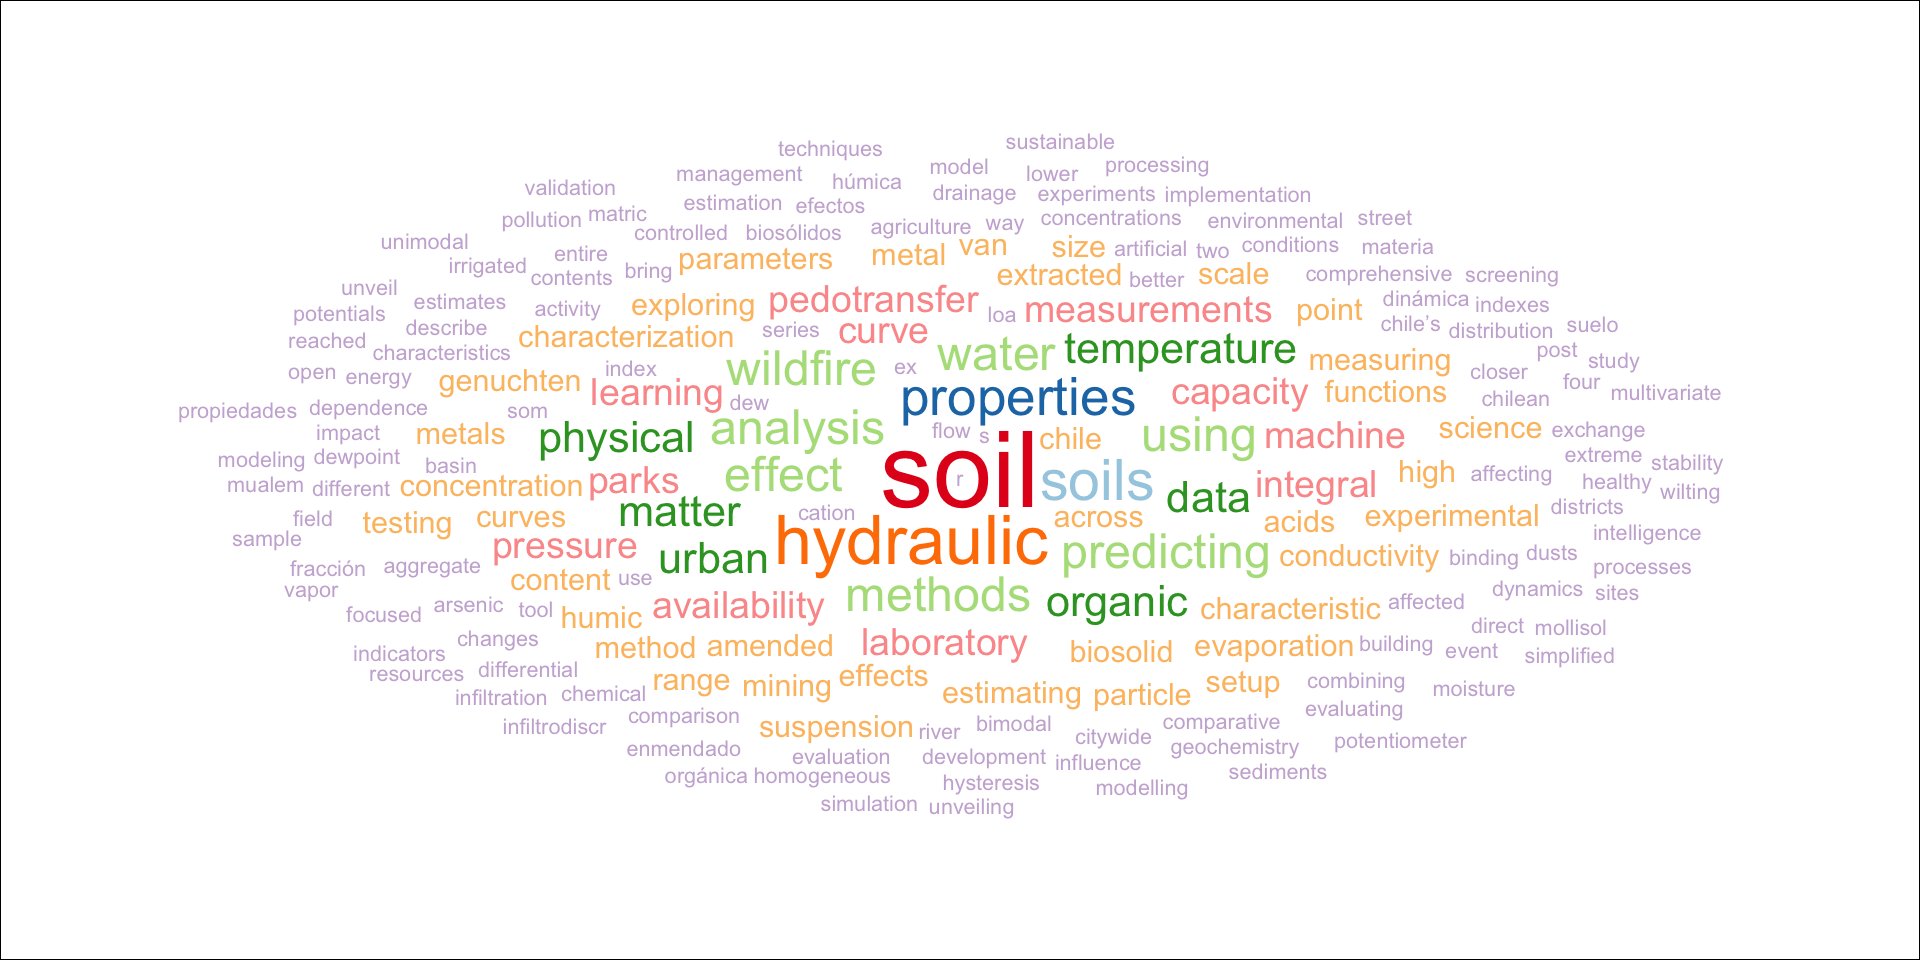 sustainable
techniques
model lower processing
management húmica
validation drainage experiments implementation
estimation efectos
pollution matric concentrations environmental street
controlled biosólidos agriculture way
unimodal entire parameters metal van size artificial two conditions materia
irrigated contents bring extracted better scale comprehensive screening
unveil estimates activity exploring pedotransfer loa measurements point dinámica indexes
potentials describe characterization series curve chile's distribution suelo
reached characteristics wildfire water temperature measuring post study
open energy genuchten index learning ex capacity functions closer four
propiedades dependence som dew properties chilean multivariate
impact metals physical analysis flow s chile using machine science exchange
modeling dewpoint basin effect soil extreme stability
mualem different concentration parks r soils integral high affecting healthy wilting
field testing curves matter cation across data acids experimental districts
sample intelligence
fracción aggregate pressure urban hydraulic predicting conductivity binding dusts processes
vapor content use dynamics sites
focused arsenic tool humic availability methods organic characteristic affected
changes direct mollisol
indicators method amended laboratory biosolid evaporation building event simplified
resources differential range mining effects estimating particle setup combining moisture
infiltration chemical evaluating
infiltrodiscr comparison suspension river bimodal citywide comparative
enmendado evaluation development influence geochemistry potentiometer
orgánica homogeneous hysteresis modelling sediments
simulation unveiling